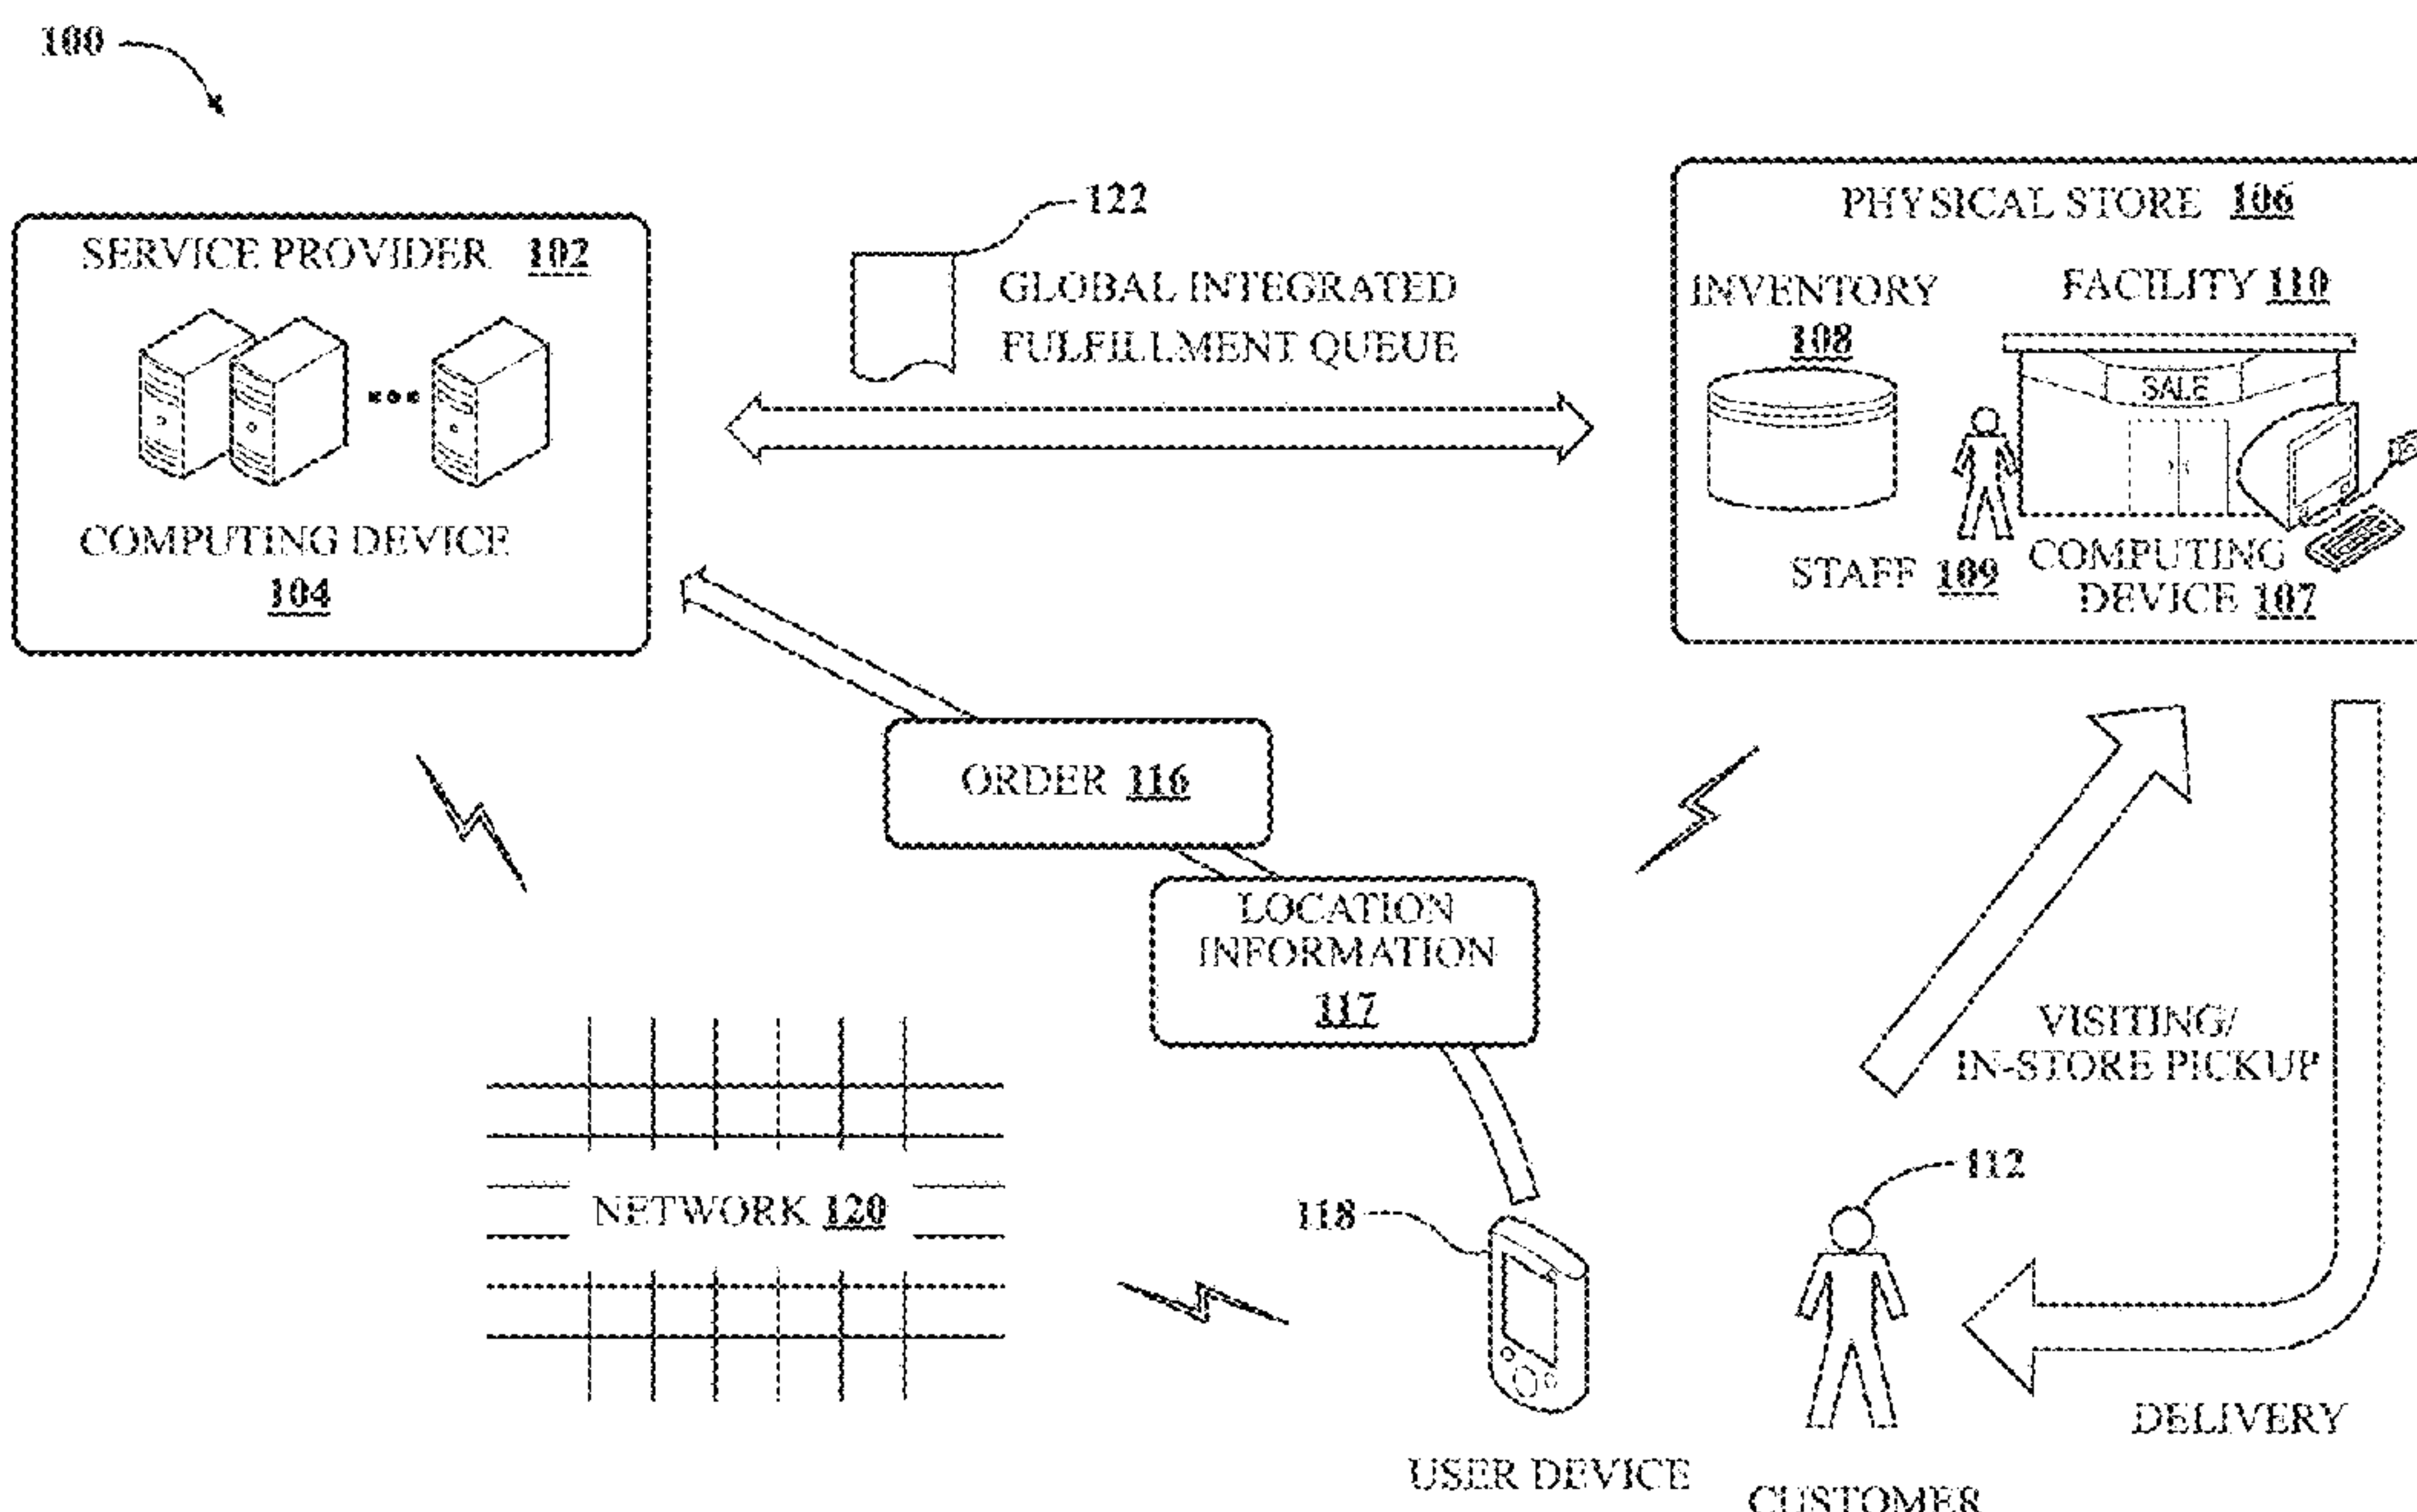 100
122
PHYSICAL STORE 106
SERVICE PROVIDER 102
GLOBAL INTEGRATED
FULFILLMENT QUEUE
INVENTORY
108
FACILITY 110
SALE
COMPUTING DEVICE
104
STAFF 109
COMPUTING
DEVICE 107
ORDER 116
LOCATION
INFORMATION
117
VISITING/
IN-STORE PICKUP
112
NETWORK 120
118
DELIVERY
USER DEVICE
CUSTOMER